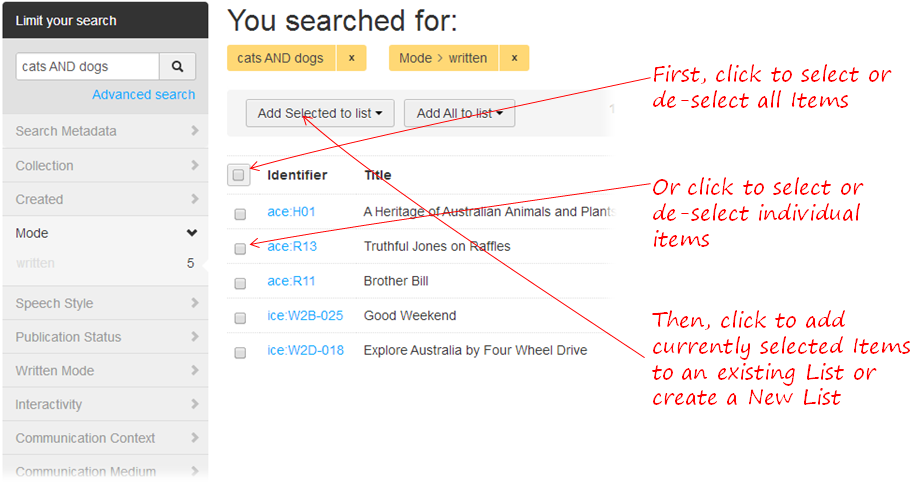 Limit your search
cats AND dogs
Advanced search
Search Metadata
Collection
Created
Mode
written 5
Speech Style
Publication Status
Written Mode
Interactivity
Communication Context
Communication Medium
You searched for:
cats AND dogs x Mode > written x
Add Selected to list Add All to list
Identifier Title
ace:H01 A Heritage of Australian Animals and Plants
ace:R13 Truthful Jones on Raffles
ace:R11 Brother Bill
ice:W2B-025 Good Weekend
ice:W2D-018 Explore Australia by Four Wheel Drive
First, click to select or
de-select all Items
Or click to select or
de-select individual
items
Then, click to add
currently selected Items
to an existing List or
create a New List